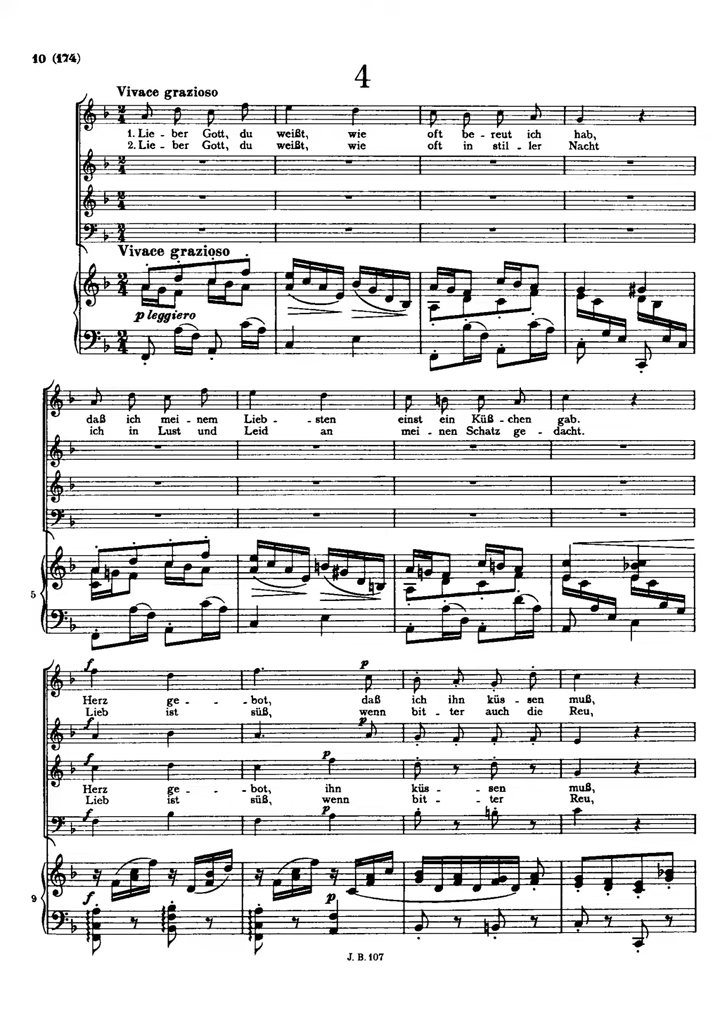 10 (174)
4
Vivace grazioso
1. Lie - ber Gott, du weißt, wie oft be - reut ich hab,
2. Lie - ber Gott, du weißt, wie oft in stil - ler Nacht
Vivace grazioso
p leggiero
daß ich mei - nem Lieb - sten einst ein Küß - chen gab.
ich in Lust und Leid an mei - nen Schatz ge - dacht.
5
f p
Herz ge - bot, daß ich ihn küs - sen muß,
Lieb ist süß, wenn bit - ter auch die Reu,
f p
f p
Herz ge - bot, ihn küs - sen muß,
Lieb ist süß, wenn bit - ter Reu,
f p
9
f p
J. B. 107